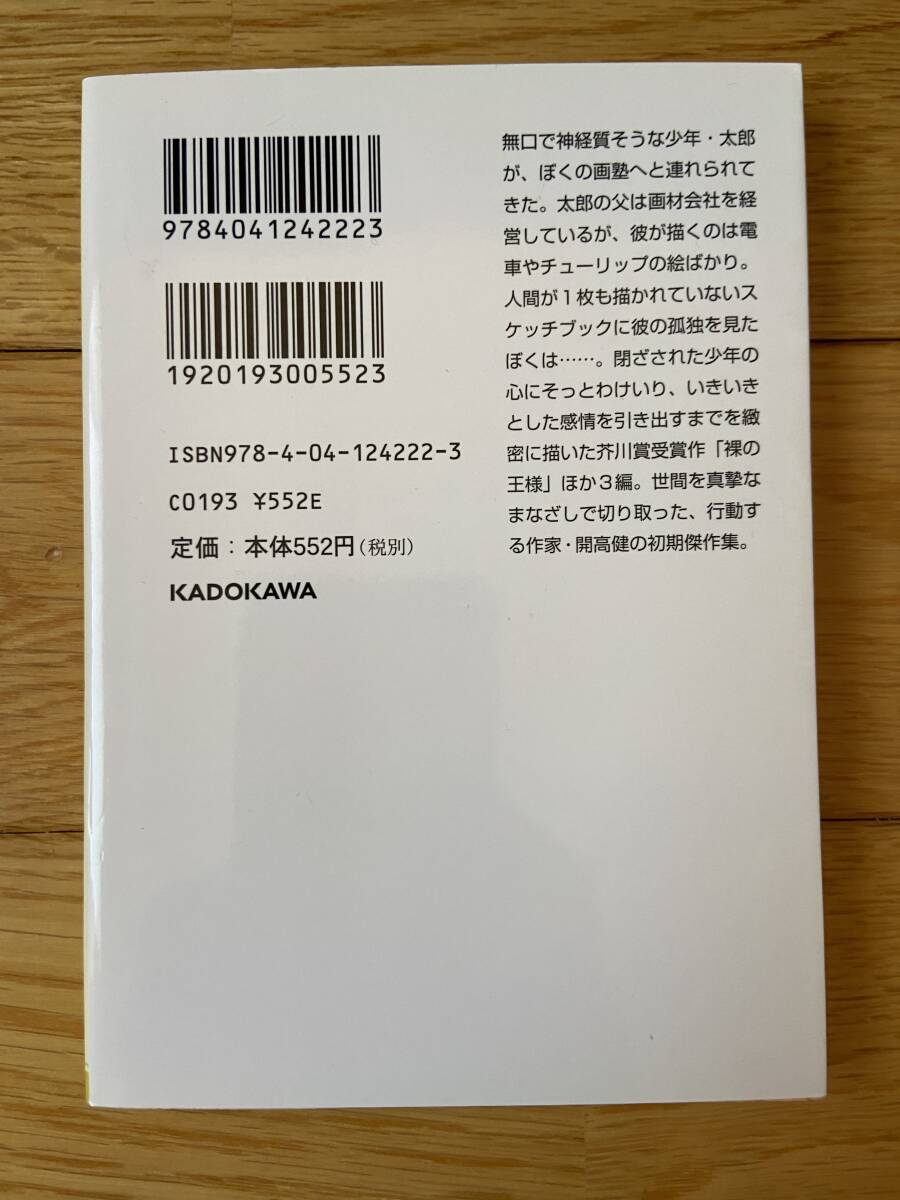 9784041242223
1920193005523
ISBN978-4-04-124222-3
C0193 ¥552E
定価：本体552円（税別）
KADOKAWA
無口で神経質そうな少年・太郎
が、ぼくの画塾へと連れられて
きた。太郎の父は画材会社を経
営しているが、彼が描くのは電
車やチューリップの絵ばかり。
人間が１枚も描かれていないス
ケッチブックに彼の孤独を見た
ぼくは……。閉ざされた少年の
心にそっとわけいり、いきいき
とした感情を引き出すまでを緻
密に描いた芥川賞受賞作「裸の
王様」ほか３編。世間を真摯な
まなざしで切り取った、行動す
る作家・開高健の初期傑作集。